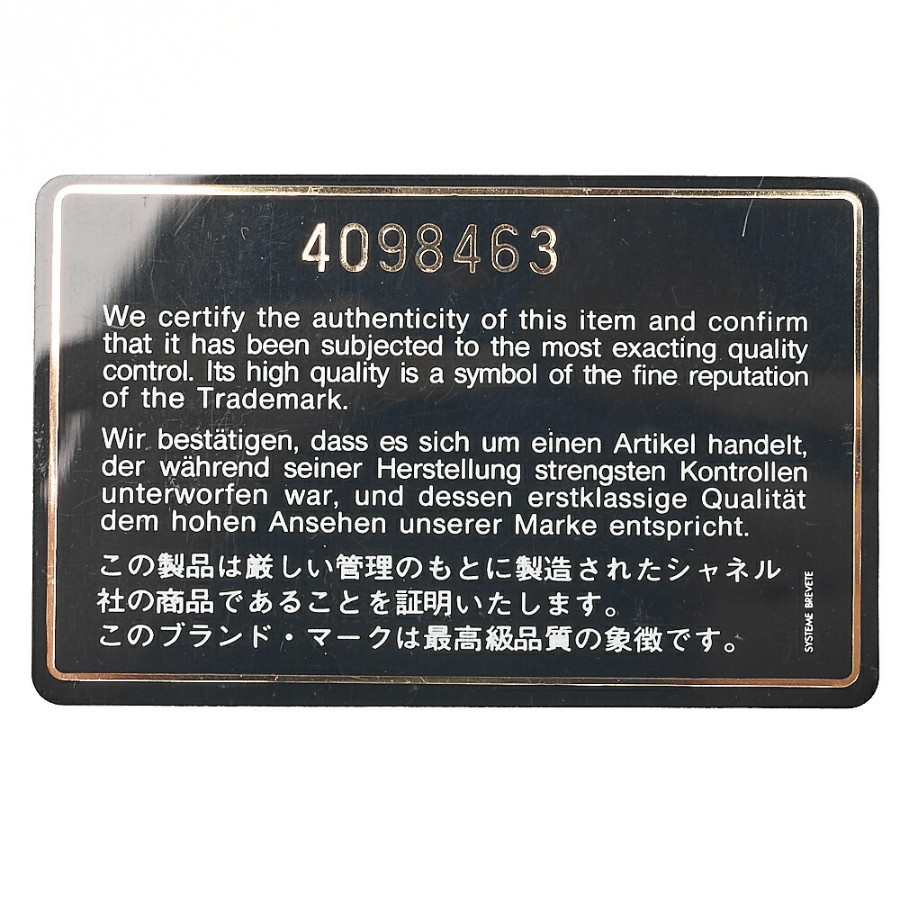 4098463
We certify the authenticity of this item and confirm
that it has been subjected to the most exacting quality
control. Its high quality is a symbol of the fine reputation
of the Trademark.
Wir bestätigen, dass es sich um einen Artikel handelt,
der während seiner Herstellung strengsten Kontrollen
unterworfen war, und dessen erstklassige Qualität
dem hohen Ansehen unserer Marke entspricht.
この製品は厳しい管理のもとに製造されたシャネル
社の商品であることを証明いたします。
このブランド・マークは最高級品質の象徴です。
SYSTEME BREVETE